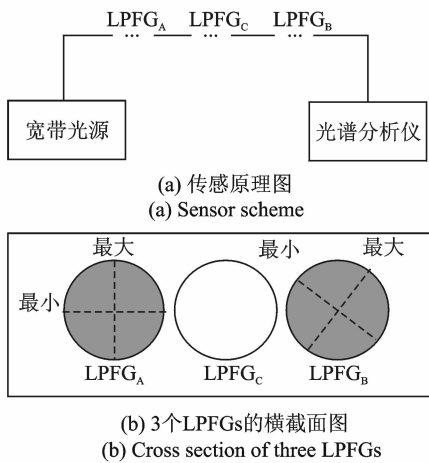 LPFG_A LPFG_C LPFG_B
宽带光源
光谱分析仪
(a) 传感原理图
(a) Sensor scheme
最大 最小 最大
最小
LPFG_A LPFG_C LPFG_B
(b) 3个LPFGs的横截面图
(b) Cross section of three LPFGs